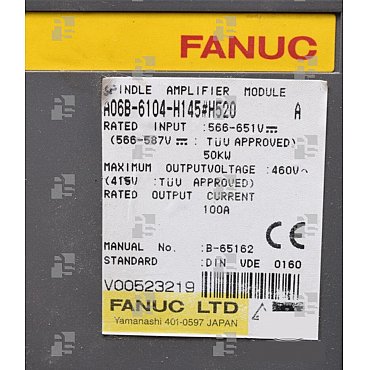 FANUC
SPINDLE AMPLIFIER MODULE
A06B-6104-H145#H520 A
RATED INPUT :566-651V
(566-587V :TÜV APPROVED)
50KW
MAXIMUM OUTPUTVOLTAGE :460V~
(415V :TÜV APPROVED)
RATED OUTPUT CURRENT
100A
MANUAL No. :B-65162
STANDARD :DIN VDE 0160
CE
V00523219
FANUC LTD
Yamanashi 401-0597 JAPAN